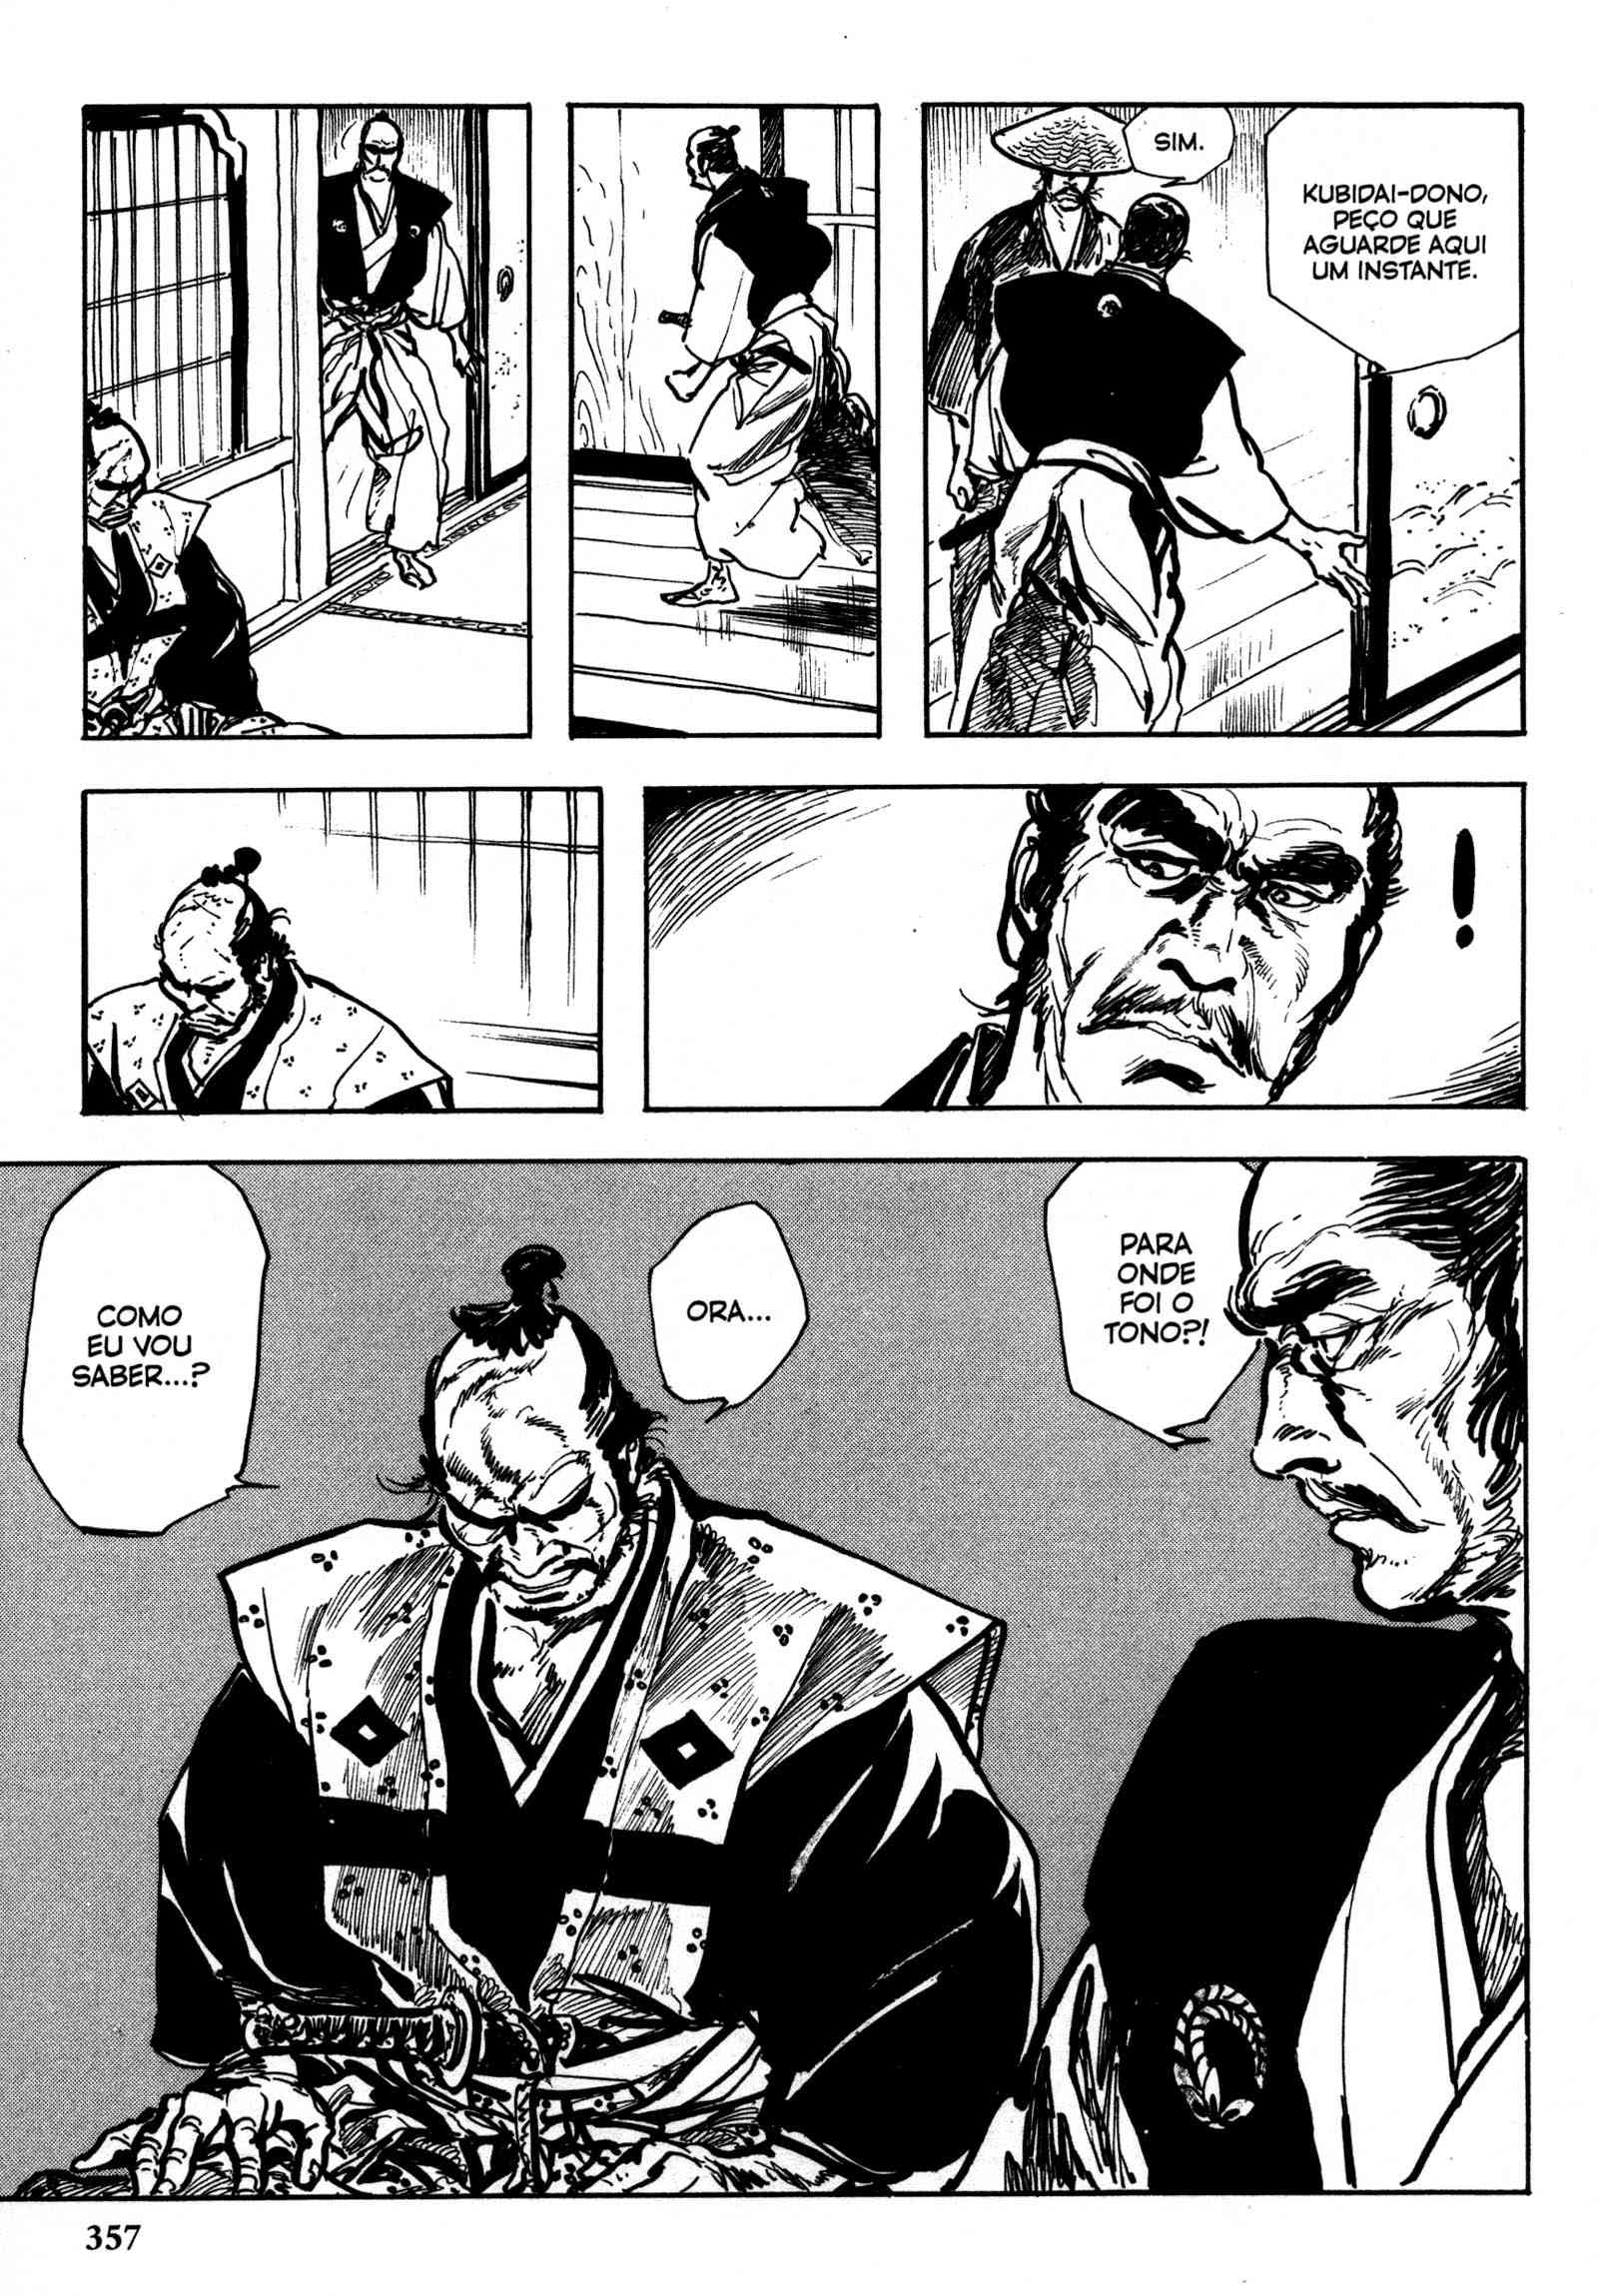 KUBIDAI-DONO,
PEÇO QUE
AGUARDE AQUI
UM INSTANTE.
SIM.
!
PARA
ONDE
FOI O
TONO?!
ORA...
COMO
EU VOU
SABER...?
357